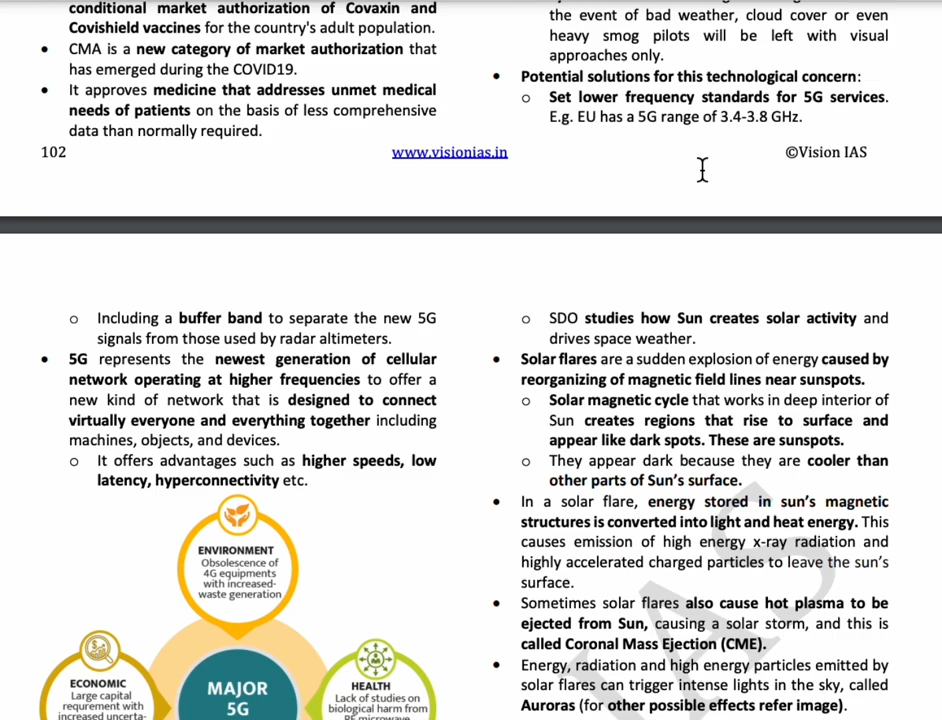 conditional market authorization of Covaxin and
Covishield vaccines for the country's adult population.
• CMA is a new category of market authorization that
has emerged during the COVID19.
• It approves medicine that addresses unmet medical
needs of patients on the basis of less comprehensive
data than normally required.
the event of bad weather, cloud cover or even
heavy smog pilots will be left with visual
approaches only.
• Potential solutions for this technological concern:
o Set lower frequency standards for 5G services.
E.g. EU has a 5G range of 3.4-3.8 GHz.
102
www.visionias.in
©Vision IAS
o Including a buffer band to separate the new 5G
signals from those used by radar altimeters.
• 5G represents the newest generation of cellular
network operating at higher frequencies to offer a
new kind of network that is designed to connect
virtually everyone and everything together including
machines, objects, and devices.
o It offers advantages such as higher speeds, low
latency, hyperconnectivity etc.
ENVIRONMENT
Obsolescence of
4G equipments
with increased-
waste generation
ECONOMIC
Large capital
requrement with
increased uncerta-
MAJOR
5G
HEALTH
Lack of studies on
biological harm from
RF microwave
o SDO studies how Sun creates solar activity and
drives space weather.
• Solar flares are a sudden explosion of energy caused by
reorganizing of magnetic field lines near sunspots.
o Solar magnetic cycle that works in deep interior of
Sun creates regions that rise to surface and
appear like dark spots. These are sunspots.
o They appear dark because they are cooler than
other parts of Sun's surface.
• In a solar flare, energy stored in sun's magnetic
structures is converted into light and heat energy. This
causes emission of high energy x-ray radiation and
highly accelerated charged particles to leave the sun's
surface.
• Sometimes solar flares also cause hot plasma to be
ejected from Sun, causing a solar storm, and this is
called Coronal Mass Ejection (CME).
• Energy, radiation and high energy particles emitted by
solar flares can trigger intense lights in the sky, called
Auroras (for other possible effects refer image).
IAS